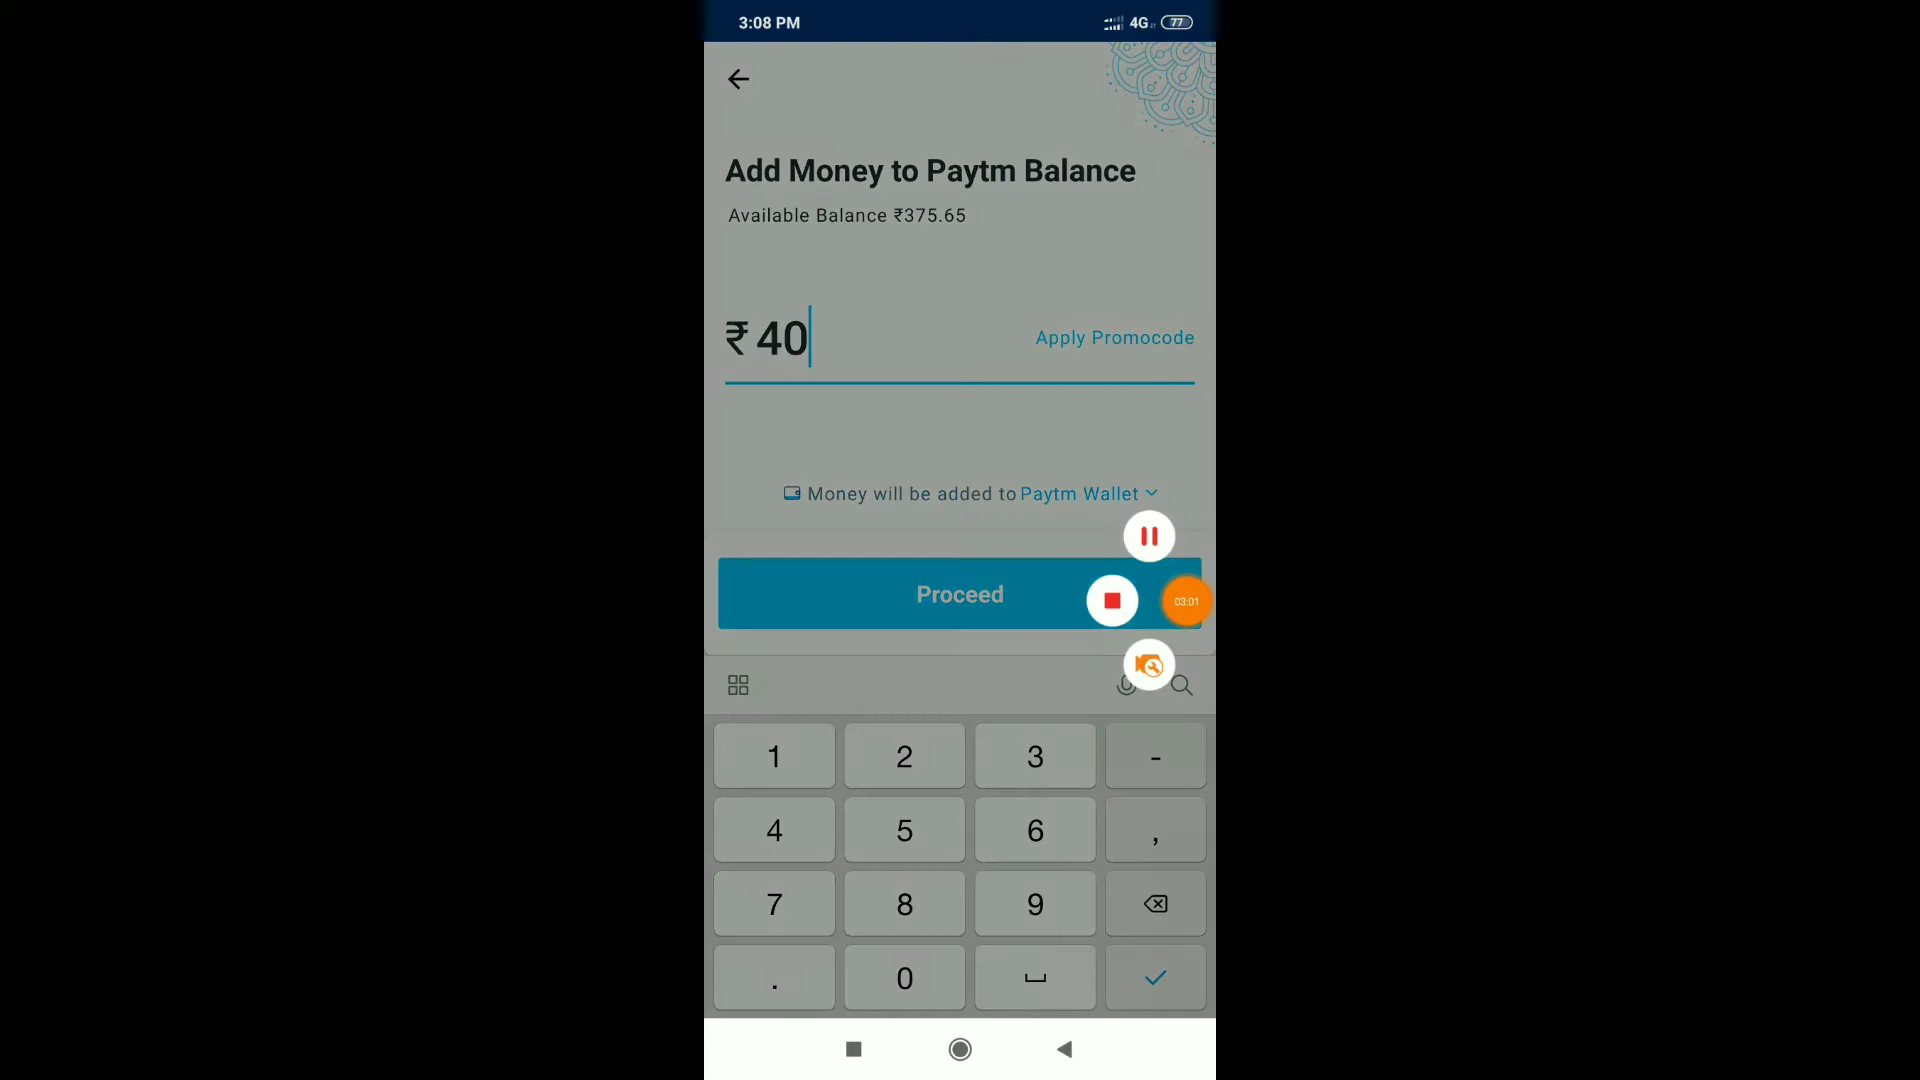 3:08 PM 4G 77
Add Money to Paytm Balance
Available Balance ₹375.65
₹ 40 Apply Promocode
Money will be added to Paytm Wallet
Proceed
03:01
1 2 3 -
4 5 6 ,
7 8 9
. 0